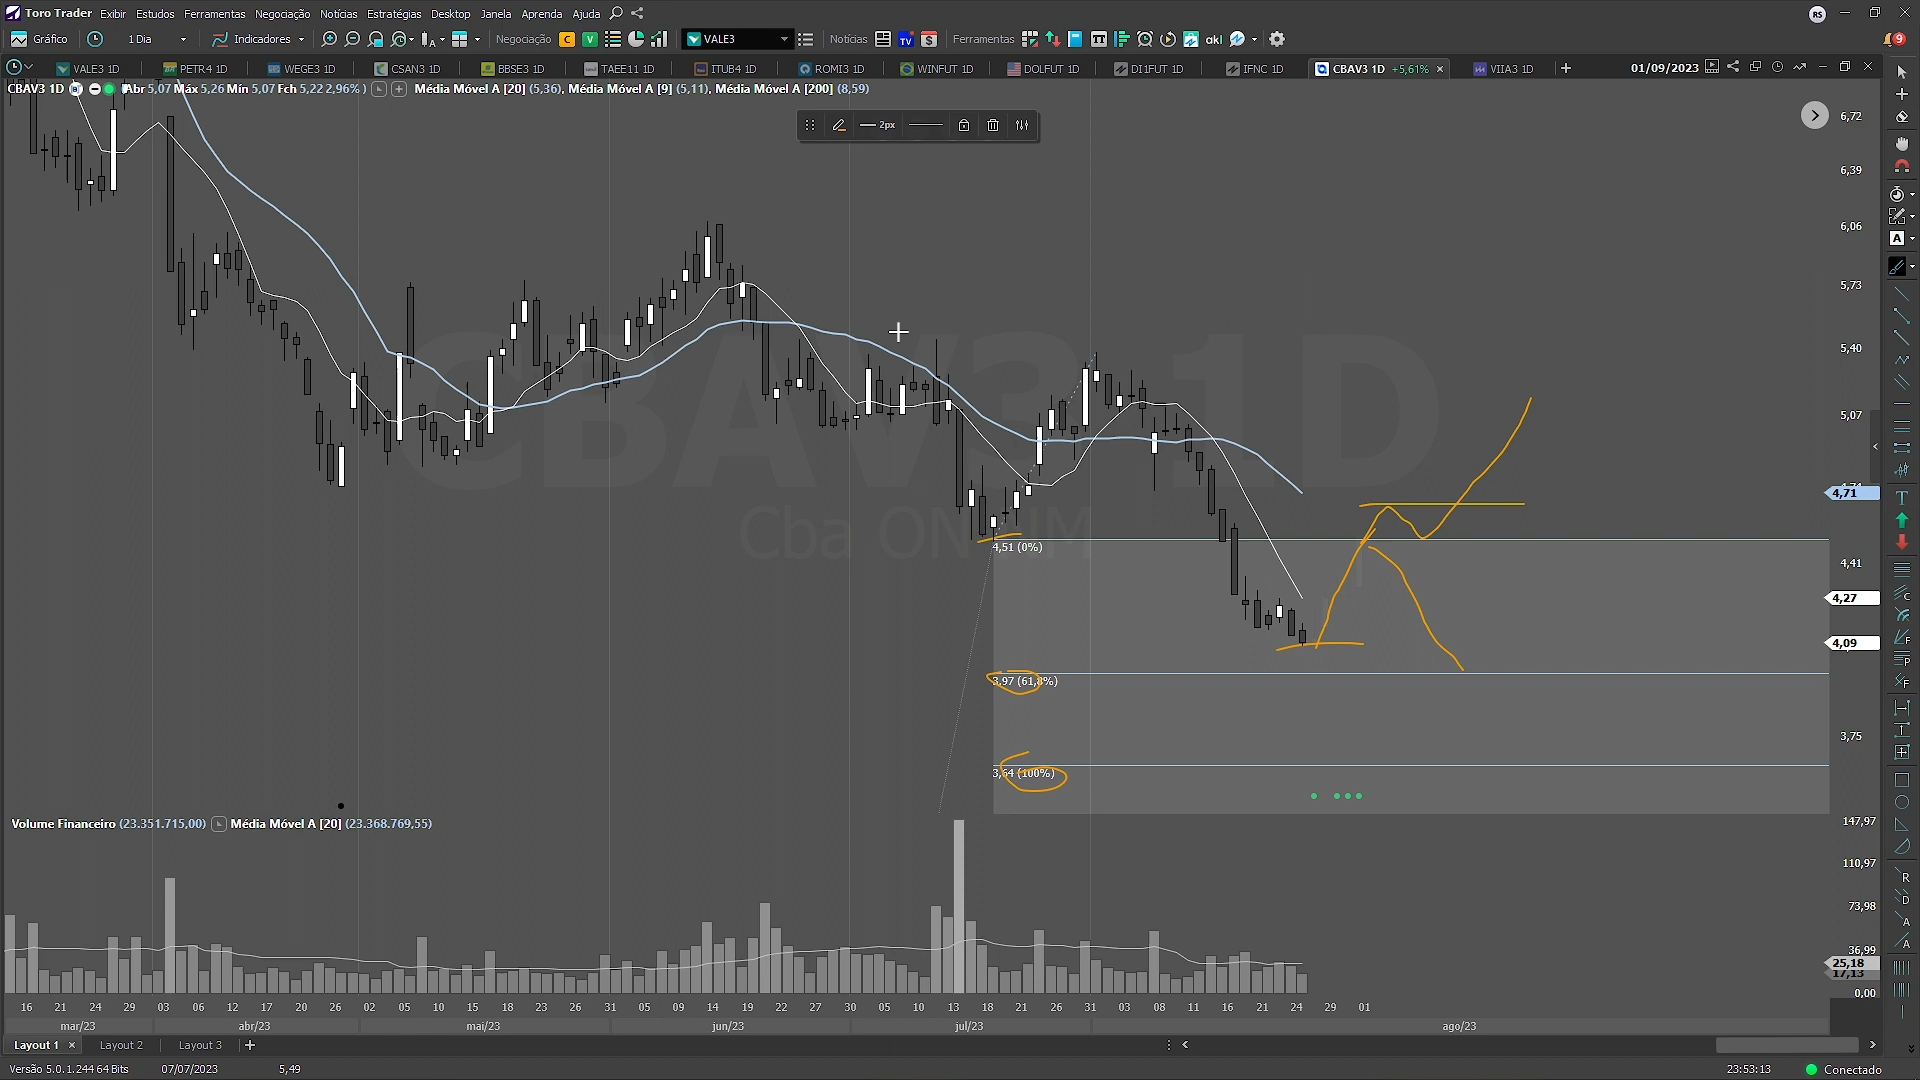 Toro Trader Exibir Estudos Ferramentas Negociação Notícias Estratégias Desktop Janela Aprenda Ajuda RS
Gráfico 1 Dia Indicadores A Negociação C V VALE3 Notícias TV $ Ferramentas akl 9
VALE3 1D PETR4 1D WEGE3 1D CSAN3 1D BBSE3 1D TAEE11 1D ITUB4 1D ROMI3 1D WINFUT 1D DOLFUT 1D DI1FUT 1D IFNC 1D CBAV3 1D +5,61% VIIA3 1D 01/09/2023
CBAV3 1D Abr 5,07 Máx 5,26 Mín 5,07 Fch 5,22 2,96% ) Média Móvel A [20] (5,36), Média Móvel A [9] (5,11), Média Móvel A [200] (8,59)
2px
6,72
6,39
6,06
5,73
5,40
5,07
4,71
4,41
4,27
4,09
3,75
CBAV3 1D
4,51 (0%)
3,97 (61,8%)
3,64 (100%)
Volume Financeiro (23.351.715,00) Média Móvel A [20] (23.368.769,55)
147,97
110,97
73,98
36,99
25,18
17,13
0,00
16 21 24 29 03 06 12 17 20 26 02 05 10 15 18 23 26 31 05 09 14 19 22 27 30 05 10 13 18 21 26 31 03 08 11 16 21 24 29 01
mar/23 abr/23 mai/23 jun/23 jul/23 ago/23
Layout 1 Layout 2 Layout 3
Versão 5.0.1.244 64 Bits 07/07/2023 5,49 23:53:13 Conectado